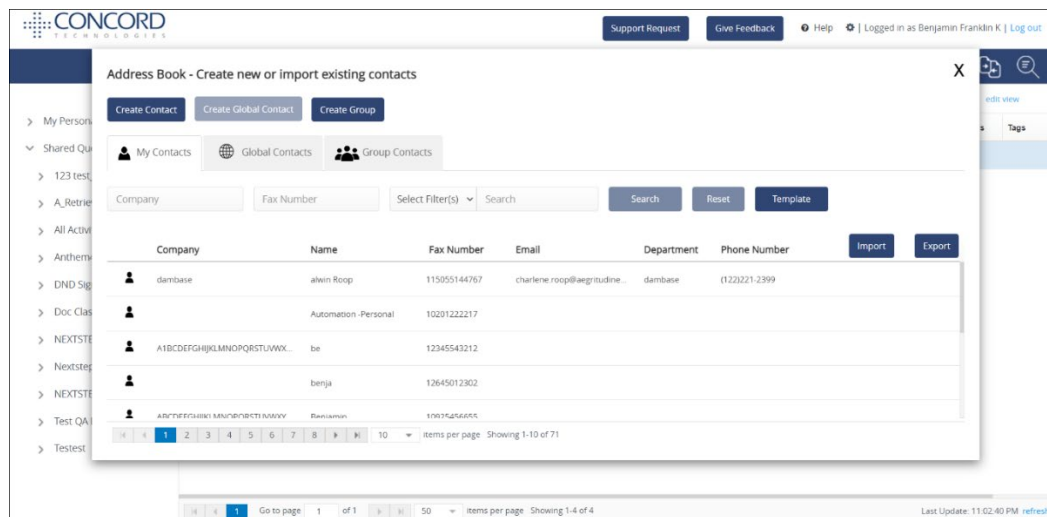 CONCORD
TECHNOLOGIES
Support Request Give Feedback Help | Logged in as Benjamin Franklin K | Log out
Address Book - Create new or import existing contacts X
Create Contact Create Global Contact Create Group
edit view
My Contacts Global Contacts Group Contacts
Tags
Company Fax Number Select Filter(s) Search Search Reset Template
Company Name Fax Number Email Department Phone Number Import Export
dambase alwin Roop 115055144767 charlene.roop@aegritudine... dambase (122)221-2399
Automation -Personal 10201222217
A1BCDEFGHIJKLMNOPQRSTUVWX... be 12345543212
benja 12645012302
Benjamin 10925456655
1 2 3 4 5 6 7 8 10 items per page Showing 1-10 of 71
My Person
Shared Qu
123 test_
A_Retrie
All Activi
Anthem
DND Sig
Doc Clas
NEXTSTE
Nextstep
NEXTSTE
Test QA
Testest
1 Go to page 1 of 1 50 items per page Showing 1-4 of 4 Last Update: 11:02:40 PM refresh